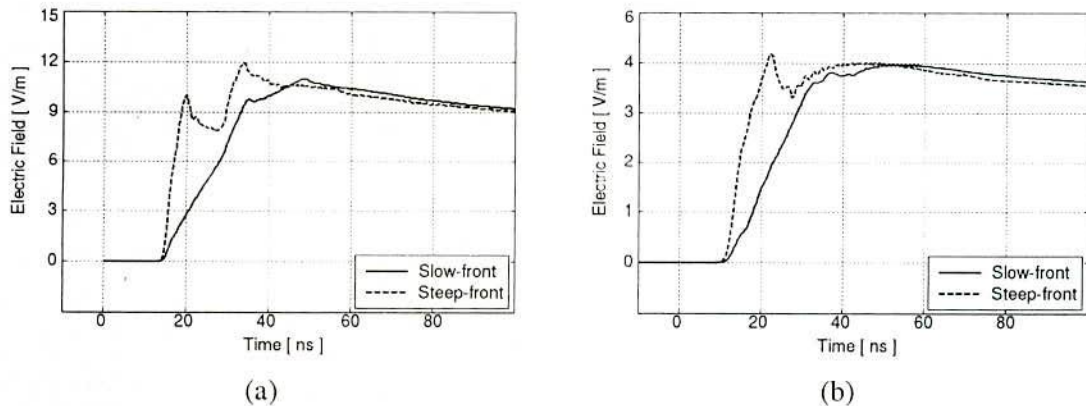 15
12
9
6
3
0
Electric Field [ V/m ]
Slow-front
Steep-front
0 20 40 60 80
Time [ ns ]
(a)
6
5
4
3
2
1
0
Electric Field [ V/m ]
Slow-front
Steep-front
0 20 40 60 80
Time [ ns ]
(b)